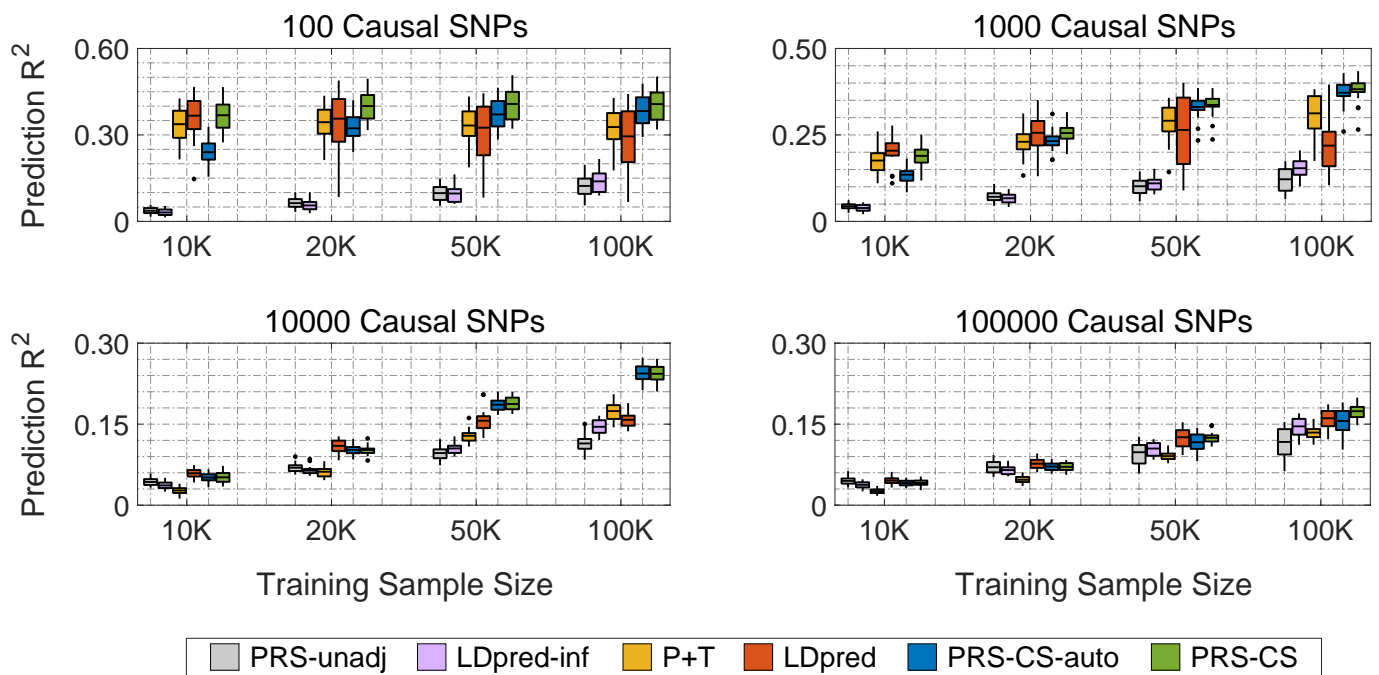 100 Causal SNPs
Prediction R²
0.60
0.30
0
10K 20K 50K 100K
1000 Causal SNPs
0.50
0.25
0
10K 20K 50K 100K
10000 Causal SNPs
Prediction R²
0.30
0.15
0
10K 20K 50K 100K
Training Sample Size
100000 Causal SNPs
0.30
0.15
0
10K 20K 50K 100K
Training Sample Size
PRS-unadj LDpred-inf P+T LDpred PRS-CS-auto PRS-CS